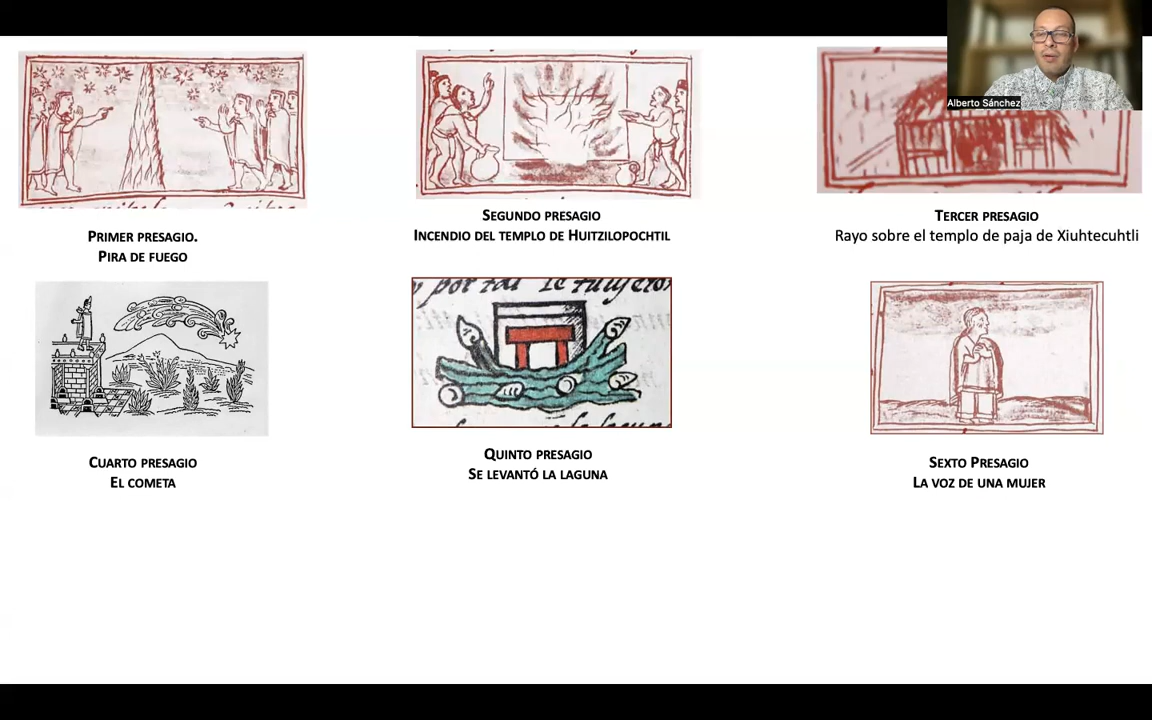 Alberto Sánchez
PRIMER PRESAGIO.
PIRA DE FUEGO
SEGUNDO PRESAGIO
INCENDIO DEL TEMPLO DE HUITZILOPOCHTIL
TERCER PRESAGIO
Rayo sobre el templo de paja de Xiuhtecuhtli
por
CUARTO PRESAGIO
EL COMETA
QUINTO PRESAGIO
SE LEVANTÓ LA LAGUNA
SEXTO PRESAGIO
LA VOZ DE UNA MUJER